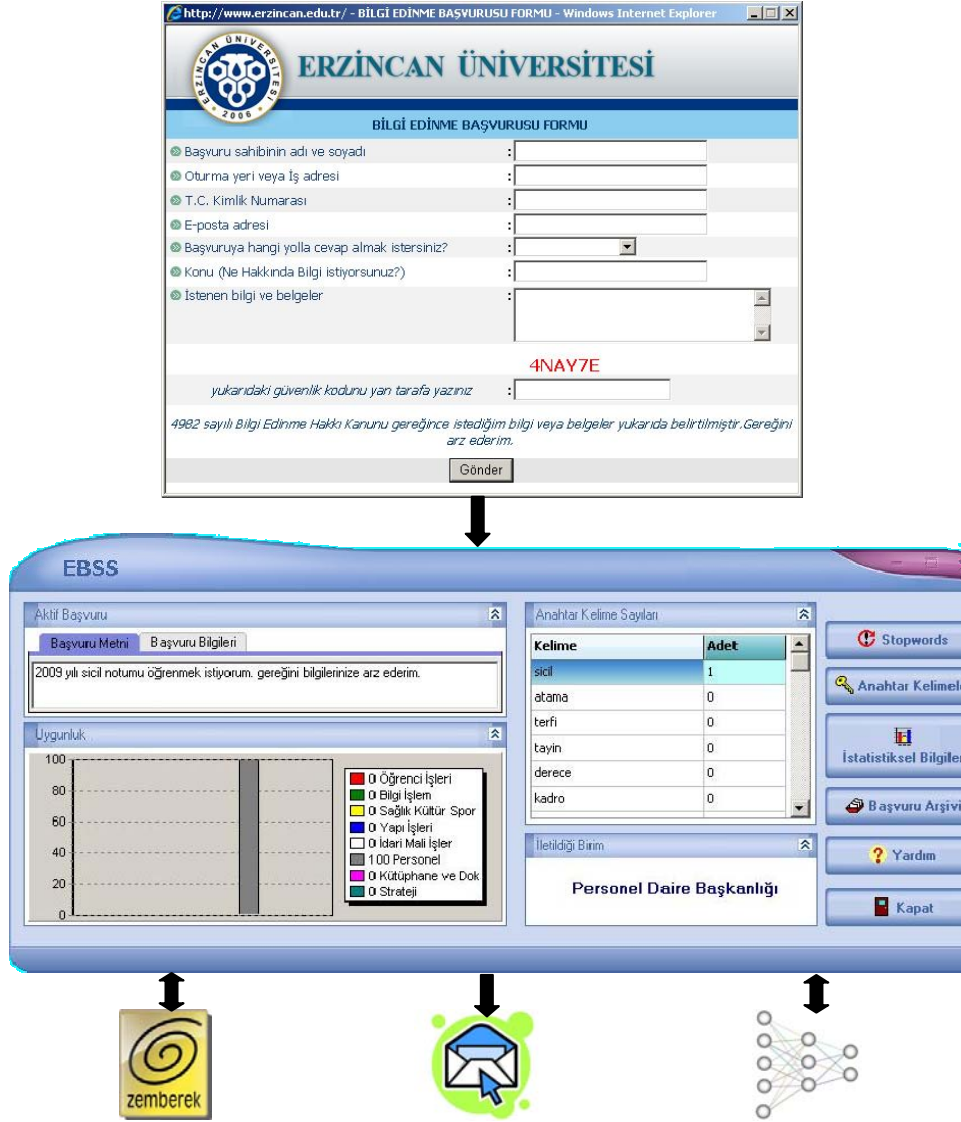 http://www.erzincan.edu.tr/ - BİLGİ EDİNME BAŞVURUSU FORMU - Windows Internet Explorer
ERZİNCAN ÜNİVERSİTESİ
2006
ERZİNCAN ÜNİVERSİTESİ
BİLGİ EDİNME BAŞVURUSU FORMU
Başvuru sahibinin adı ve soyadı :
Oturma yeri veya İş adresi :
T.C. Kimlik Numarası :
E-posta adresi :
Başvuruya hangi yolla cevap almak istersiniz? :
Konu (Ne Hakkında Bilgi istiyorsunuz?) :
İstenen bilgi ve belgeler :
4NAY7E
yukarıdaki güvenlik kodunu yan tarafa yazınız :
4982 sayılı Bilgi Edinme Hakkı Kanunu gereğince istediğim bilgi veya belgeler yukarıda belirtilmiştir.Gereğini
arz ederim.
Gönder
EBSS
Aktif Başvuru
Başvuru Metni Başvuru Bilgileri
2009 yılı sicil notumu öğrenmek istiyorum. gereğini bilgilerinize arz ederim.
Uygunluk
100
80
60
40
20
0
0 Öğrenci İşleri
0 Bilgi İşlem
0 Sağlık Kültür Spor
0 Yapı İşleri
0 İdari Mali İşler
100 Personel
0 Kütüphane ve Dok
0 Strateji
Anahtar Kelime Sayıları
Kelime Adet
sicil 1
atama 0
terfi 0
tayin 0
derece 0
kadro 0
İletildiği Birim
Personel Daire Başkanlığı
Stopwords
Anahtar Kelimele
İstatistiksel Bilgiler
Başvuru Arşivi
Yardım
Kapat
zemberek